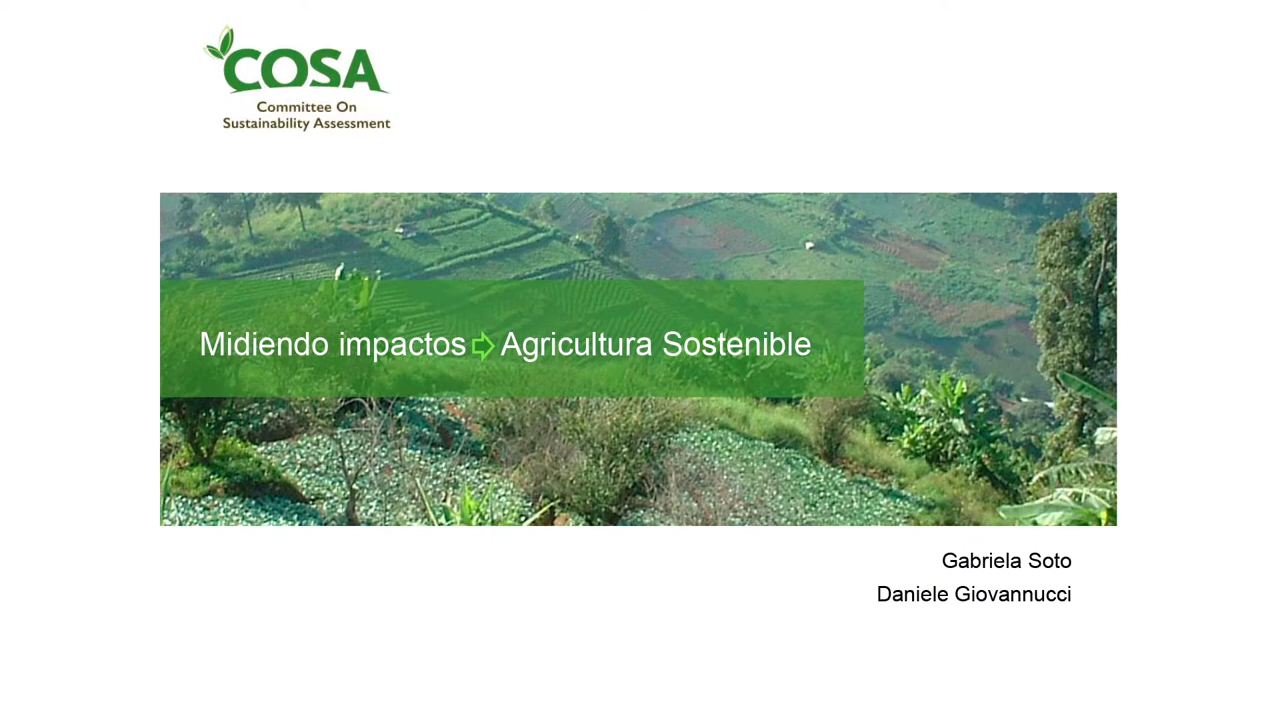 COSA
Committee On
Sustainability Assessment
Midiendo impactos ⇨ Agricultura Sostenible
Gabriela Soto
Daniele Giovannucci